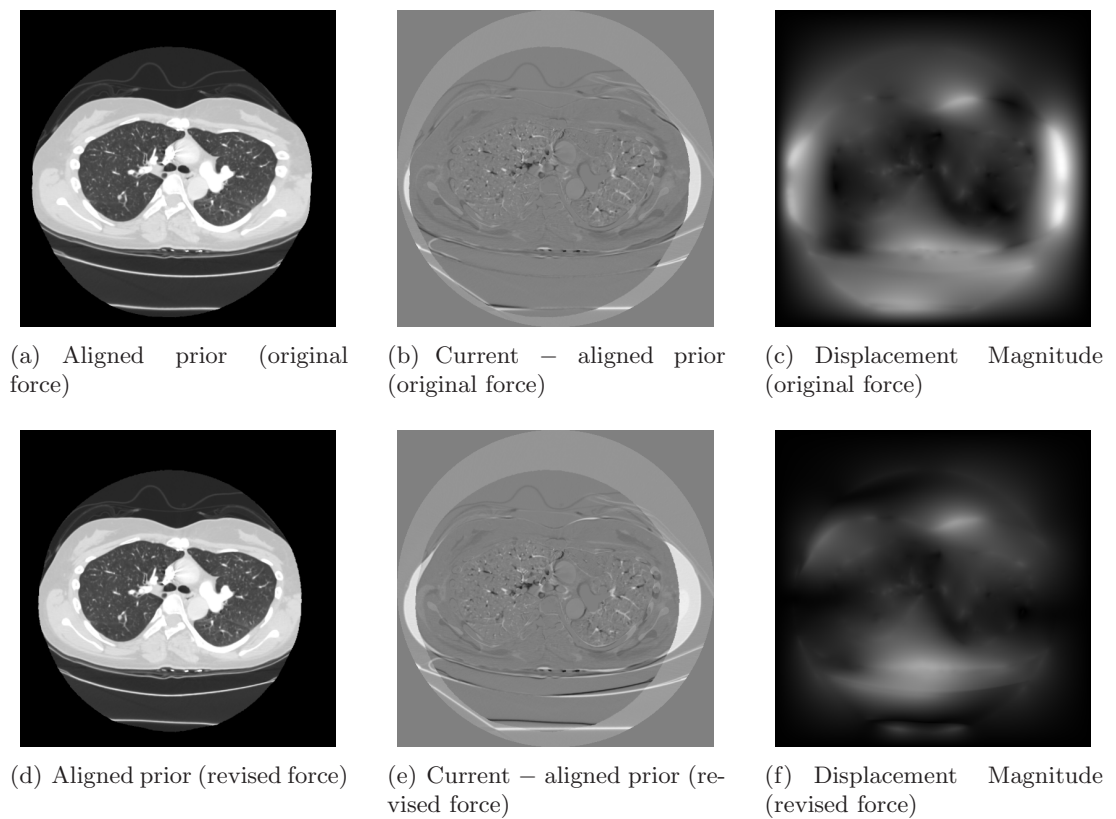 (a) Aligned prior (original
force)
(b) Current − aligned prior
(original force)
(c) Displacement Magnitude
(original force)
(d) Aligned prior (revised force)
(e) Current − aligned prior (re-
vised force)
(f) Displacement Magnitude
(revised force)